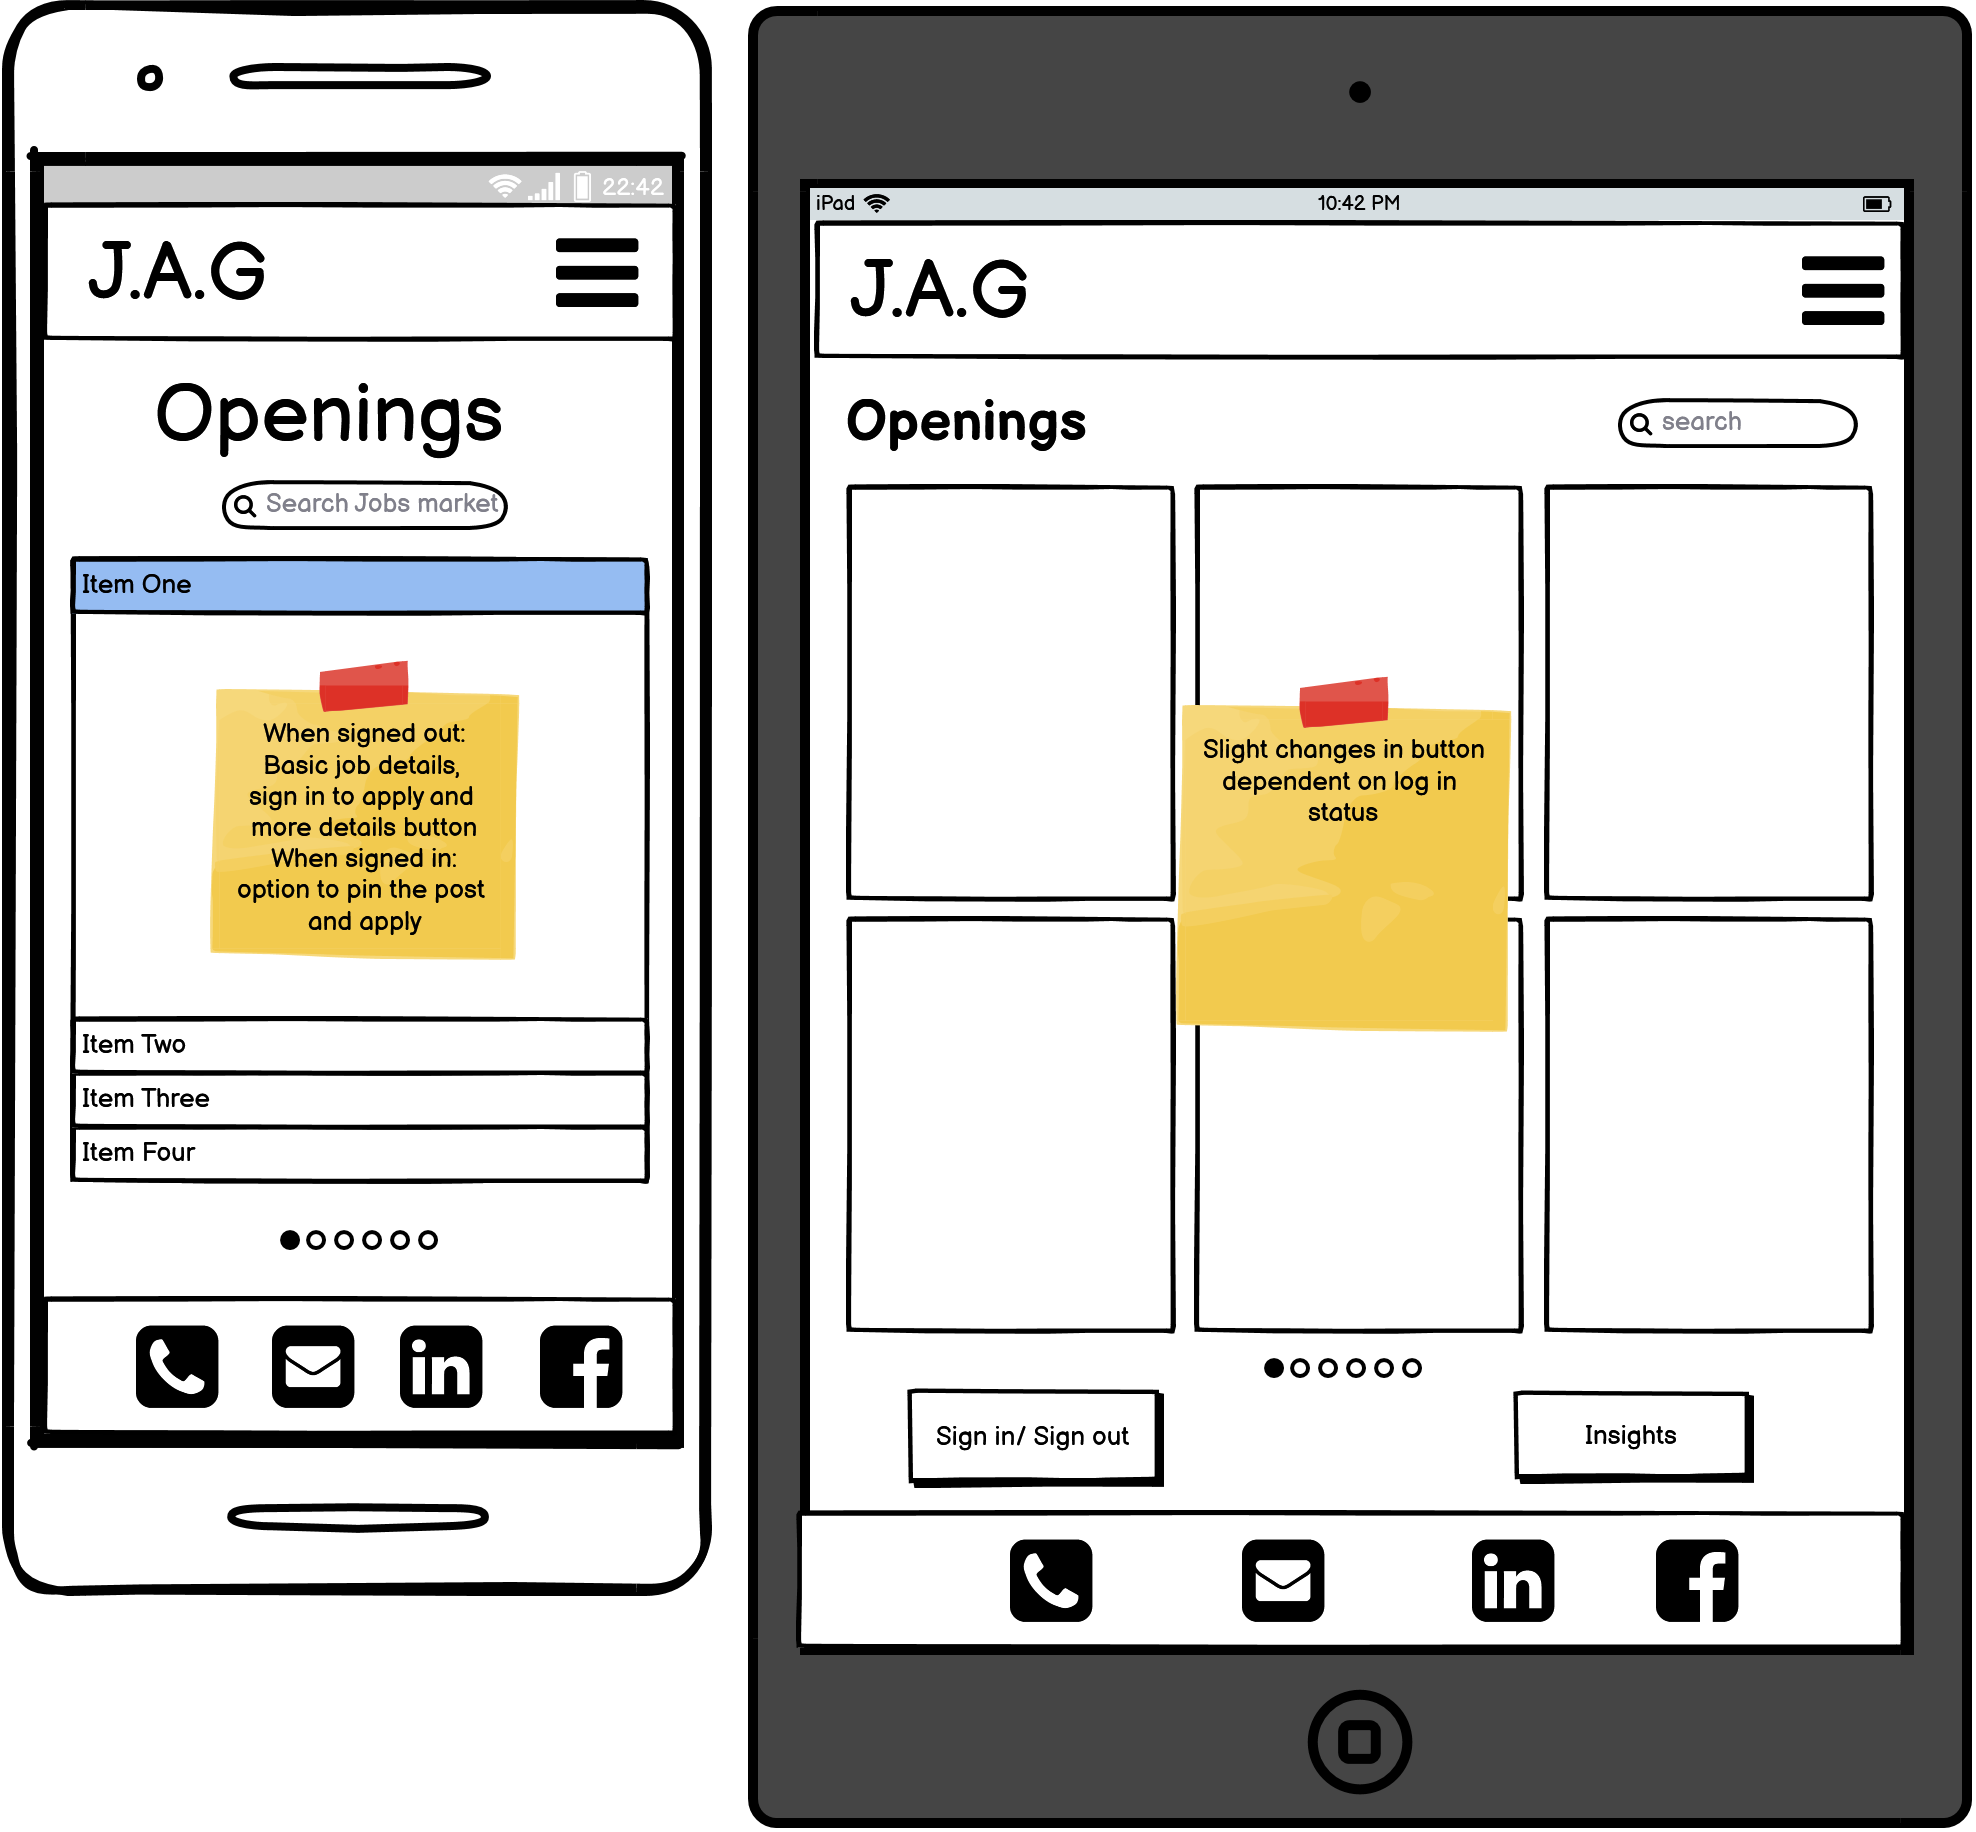 22:42
J.A.G
Openings
Search Jobs market
Item One
When signed out:
Basic job details,
sign in to apply and
more details button
When signed in:
option to pin the post
and apply
Item Two
Item Three
Item Four
in
f
iPad
10:42 PM
J.A.G
Openings
search
Slight changes in button
dependent on log in
status
Sign in/ Sign out
Insights
in
f